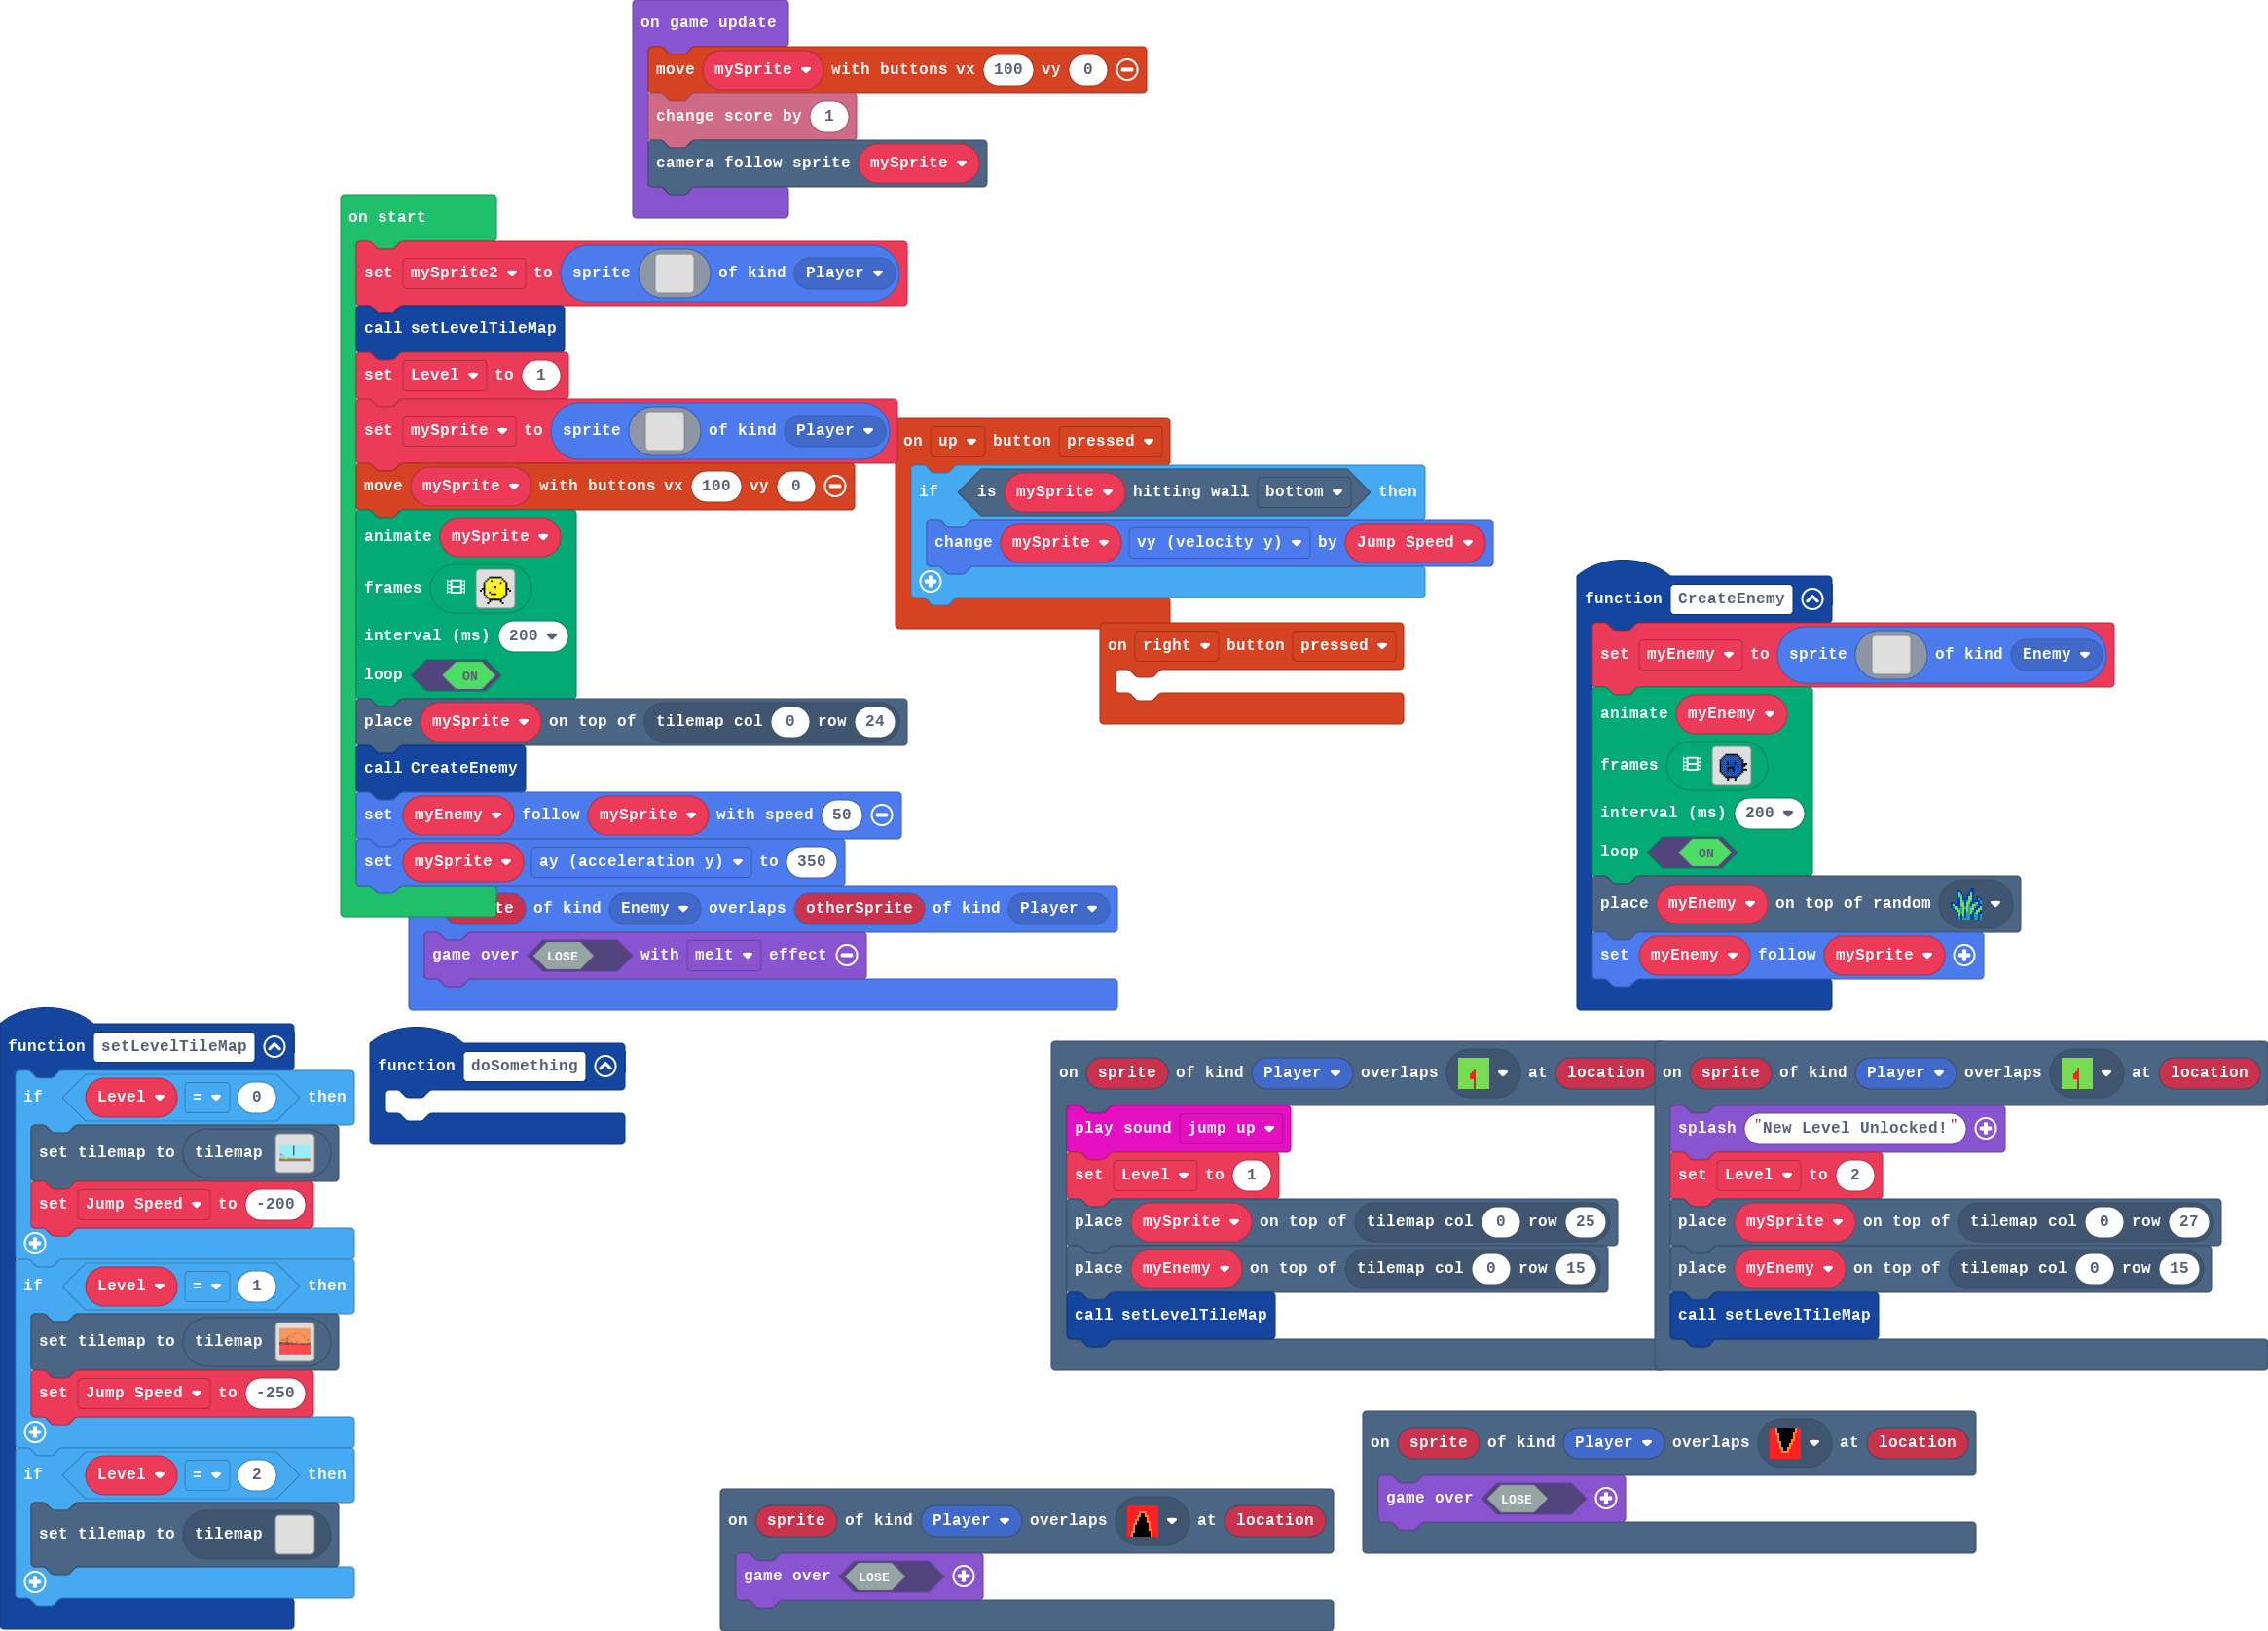 on game update
move mySprite with buttons vx 100 vy 0
change score by 1
camera follow sprite mySprite
on start
set mySprite2 to sprite of kind Player
call setLevelTileMap
set Level to 1
set mySprite to sprite of kind Player
move mySprite with buttons vx 100 vy 0
animate mySprite
frames
interval (ms) 200
loop ON
place mySprite on top of tilemap col 0 row 24
call CreateEnemy
set myEnemy follow mySprite with speed 50
set mySprite ay (acceleration y) to 350
on up button pressed
if is mySprite hitting wall bottom then
change mySprite vy (velocity y) by Jump Speed
on right button pressed
function CreateEnemy
set myEnemy to sprite of kind Enemy
animate myEnemy
frames
interval (ms) 200
loop ON
place myEnemy on top of random
set myEnemy follow mySprite
of kind Enemy overlaps otherSprite of kind Player
game over LOSE with melt effect
function setLevelTileMap
if Level = 0 then
set tilemap to tilemap
set Jump Speed to -200
if Level = 1 then
set tilemap to tilemap
set Jump Speed to -250
if Level = 2 then
set tilemap to tilemap
function doSomething
on sprite of kind Player overlaps at location
play sound jump up
set Level to 1
place mySprite on top of tilemap col 0 row 25
place myEnemy on top of tilemap col 0 row 15
call setLevelTileMap
on sprite of kind Player overlaps at location
splash "New Level Unlocked!"
set Level to 2
place mySprite on top of tilemap col 0 row 27
place myEnemy on top of tilemap col 0 row 15
call setLevelTileMap
on sprite of kind Player overlaps at location
game over LOSE
on sprite of kind Player overlaps at location
game over LOSE